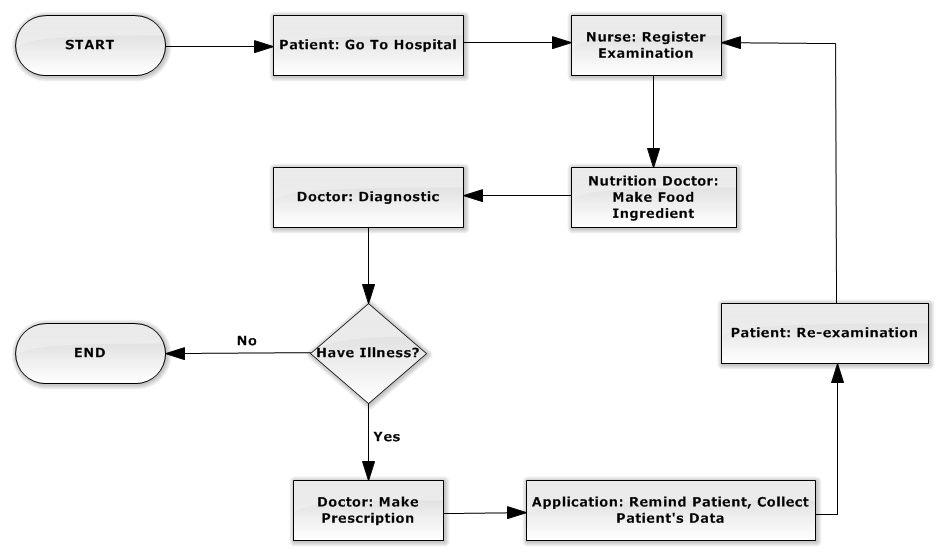 START
Patient: Go To Hospital
Nurse: Register
Examination
Doctor: Diagnostic
Nutrition Doctor:
Make Food
Ingredient
END
No
Have Illness?
Patient: Re-examination
Yes
Doctor: Make
Prescription
Application: Remind Patient, Collect
Patient's Data